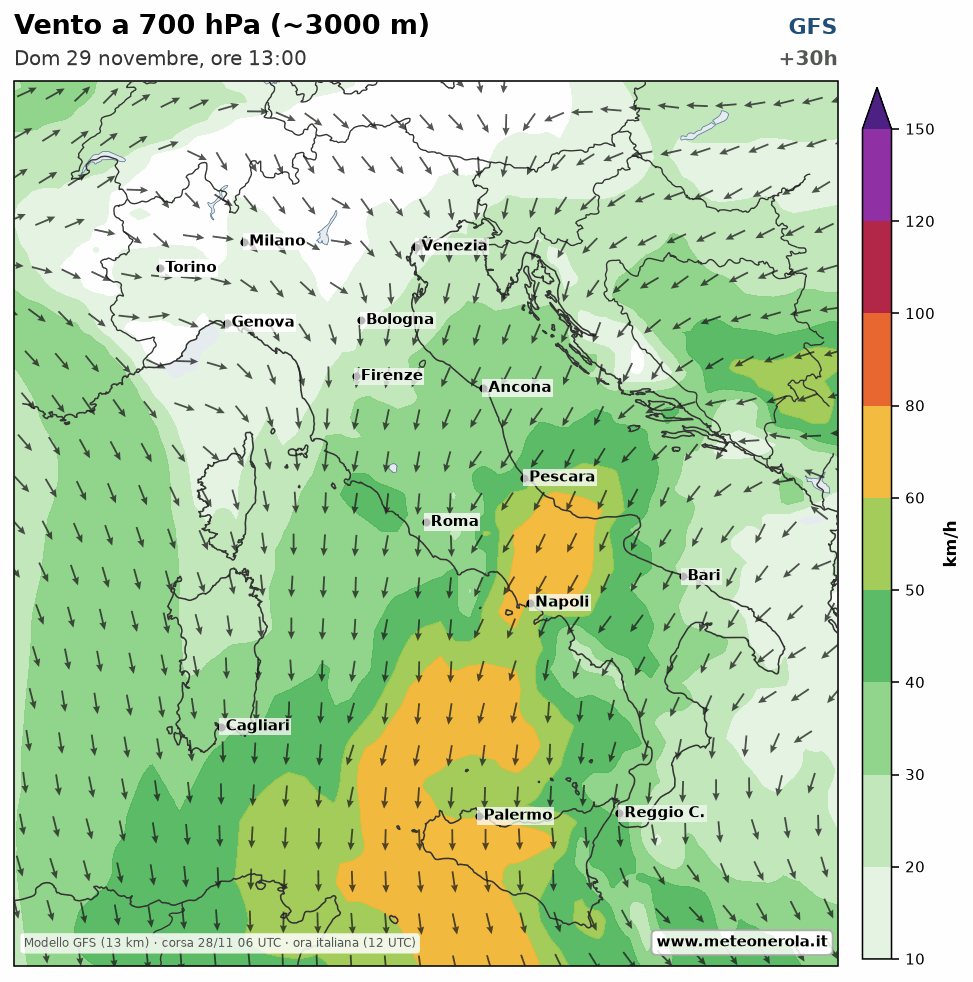 Vento a 700 hPa (~3000 m)
GFS
Dom 29 novembre, ore 13:00
+30h
150
120
100
80
60
50
40
30
20
10
km/h
Milano
Venezia
Torino
Genova
Bologna
Firenze
Ancona
Pescara
Roma
Bari
Napoli
Cagliari
Palermo
Reggio C.
Modello GFS (13 km) · corsa 28/11 06 UTC · ora italiana (12 UTC)
www.meteonerola.it